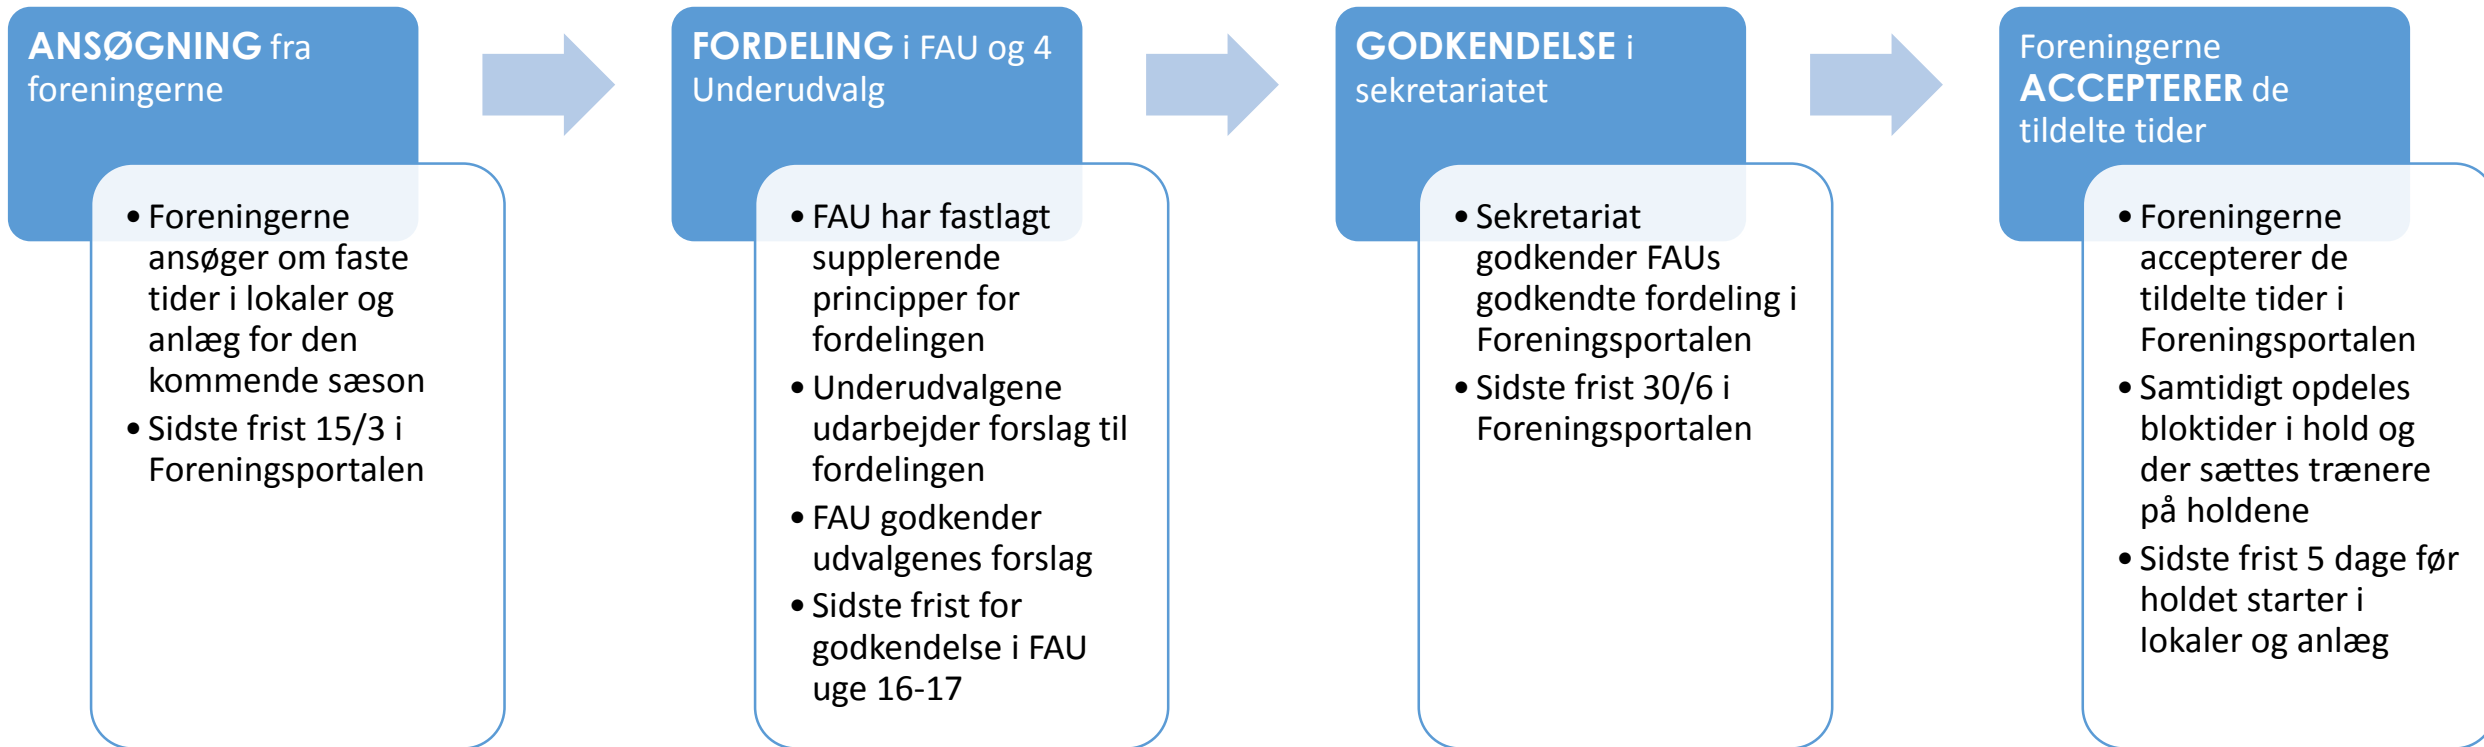 ANSØGNING fra
foreningerne
• Foreningerne
ansøger om faste
tider i lokaler og
anlæg for den
kommende sæson
• Sidste frist 15/3 i
Foreningsportalen
FORDELING i FAU og 4
Underudvalg
• FAU har fastlagt
supplerende
principper for
fordelingen
• Underudvalgene
udarbejder forslag til
fordelingen
• FAU godkender
udvalgenes forslag
• Sidste frist for
godkendelse i FAU
uge 16-17
GODKENDELSE i
sekretariatet
• Sekretariat
godkender FAUs
godkendte fordeling i
Foreningsportalen
• Sidste frist 30/6 i
Foreningsportalen
Foreningerne
ACCEPTERER de
tildelte tider
• Foreningerne
accepterer de
tildelte tider i
Foreningsportalen
• Samtidigt opdeles
bloktider i hold og
der sættes trænere
på holdene
• Sidste frist 5 dage før
holdet starter i
lokaler og anlæg